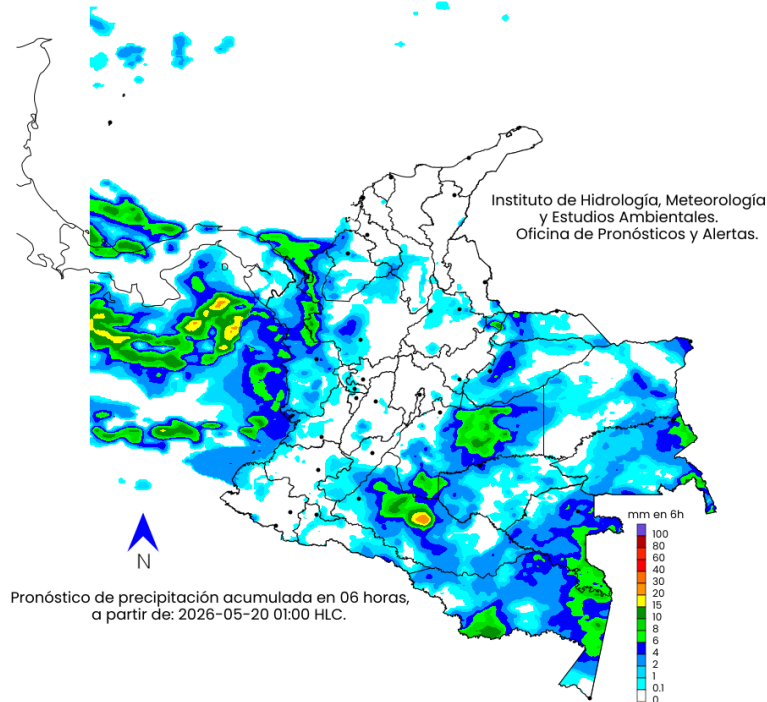 Instituto de Hidrología, Meteorología
y Estudios Ambientales.
Oficina de Pronósticos y Alertas.
mm en 6h
100
80
60
40
30
20
15
10
8
6
4
2
1
0.1
0
N
Pronóstico de precipitación acumulada en 06 horas,
a partir de: 2026-05-20 01:00 HLC.